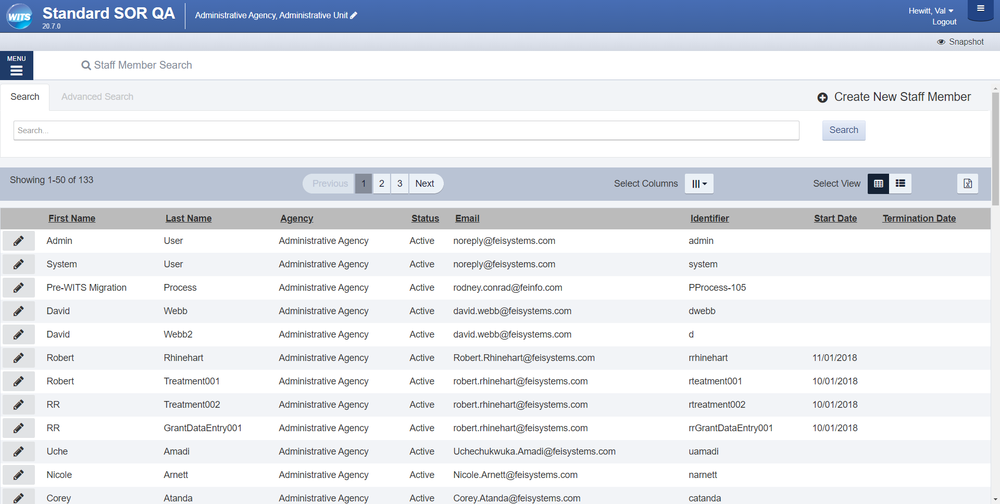 WITS Standard SOR QA
20.7.0
Administrative Agency, Administrative Unit
Hewitt, Val
Logout
Snapshot
MENU
Staff Member Search
Search Advanced Search Create New Staff Member
Search... Search
Showing 1-50 of 133 Previous 1 2 3 Next Select Columns Select View
First Name Last Name Agency Status Email Identifier Start Date Termination Date
Admin User Administrative Agency Active noreply@feisystems.com admin
System User Administrative Agency Active noreply@feisystems.com system
Pre-WITS Migration Process Administrative Agency Active rodney.conrad@feinfo.com PProcess-105
David Webb Administrative Agency Active david.webb@feisystems.com dwebb
David Webb2 Administrative Agency Active david.webb@feisystems.com d
Robert Rhinehart Administrative Agency Active Robert.Rhinehart@feisystems.com rrhinehart 11/01/2018
Robert Treatment001 Administrative Agency Active robert.rhinehart@feisystems.com rteatment001 10/01/2018
RR Treatment002 Administrative Agency Active robert.rhinehart@feisystems.com rtreatment002 10/01/2018
RR GrantDataEntry001 Administrative Agency Active robert.rhinehart@feisystems.com rrGrantDataEntry001 10/01/2018
Uche Amadi Administrative Agency Active Uchechukwuka.Amadi@feisystems.com uamadi
Nicole Arnett Administrative Agency Active Nicole.Arnett@feisystems.com narnett
Corey Atanda Administrative Agency Active Corey.Atanda@feisystems.com catanda